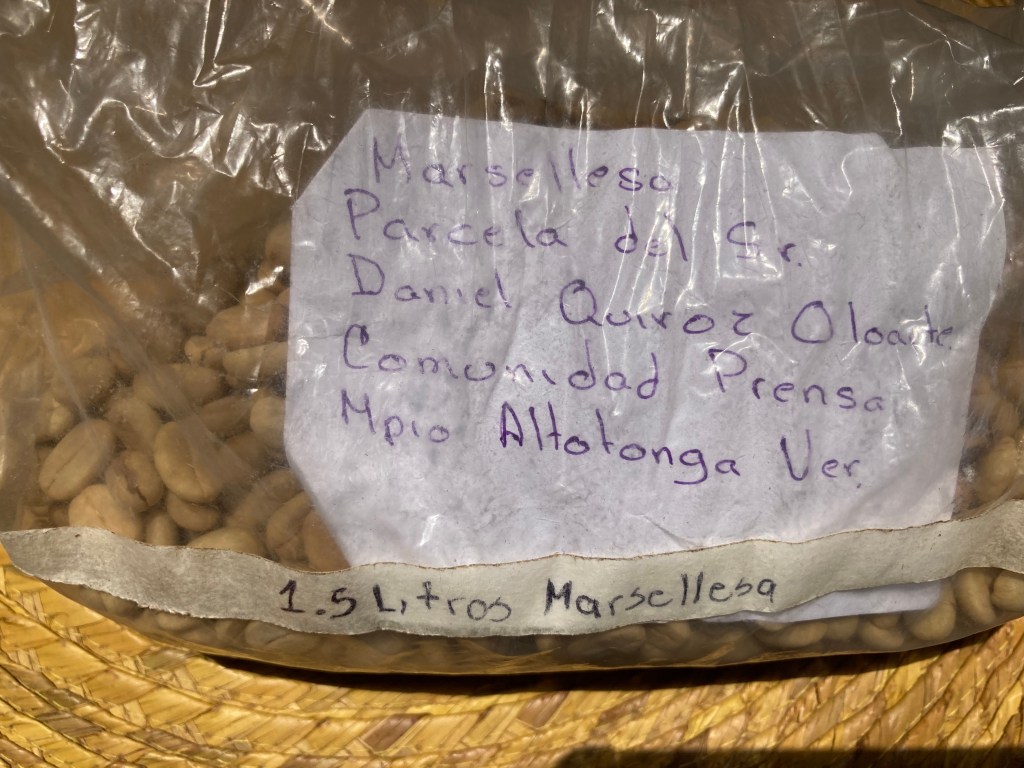 Marsellesa
Parcela del Sr.
Daniel Quiroz Oloarte
Comunidad Prensa
Mpio Altotonga Ver.
1.5 Litros Marsellesa